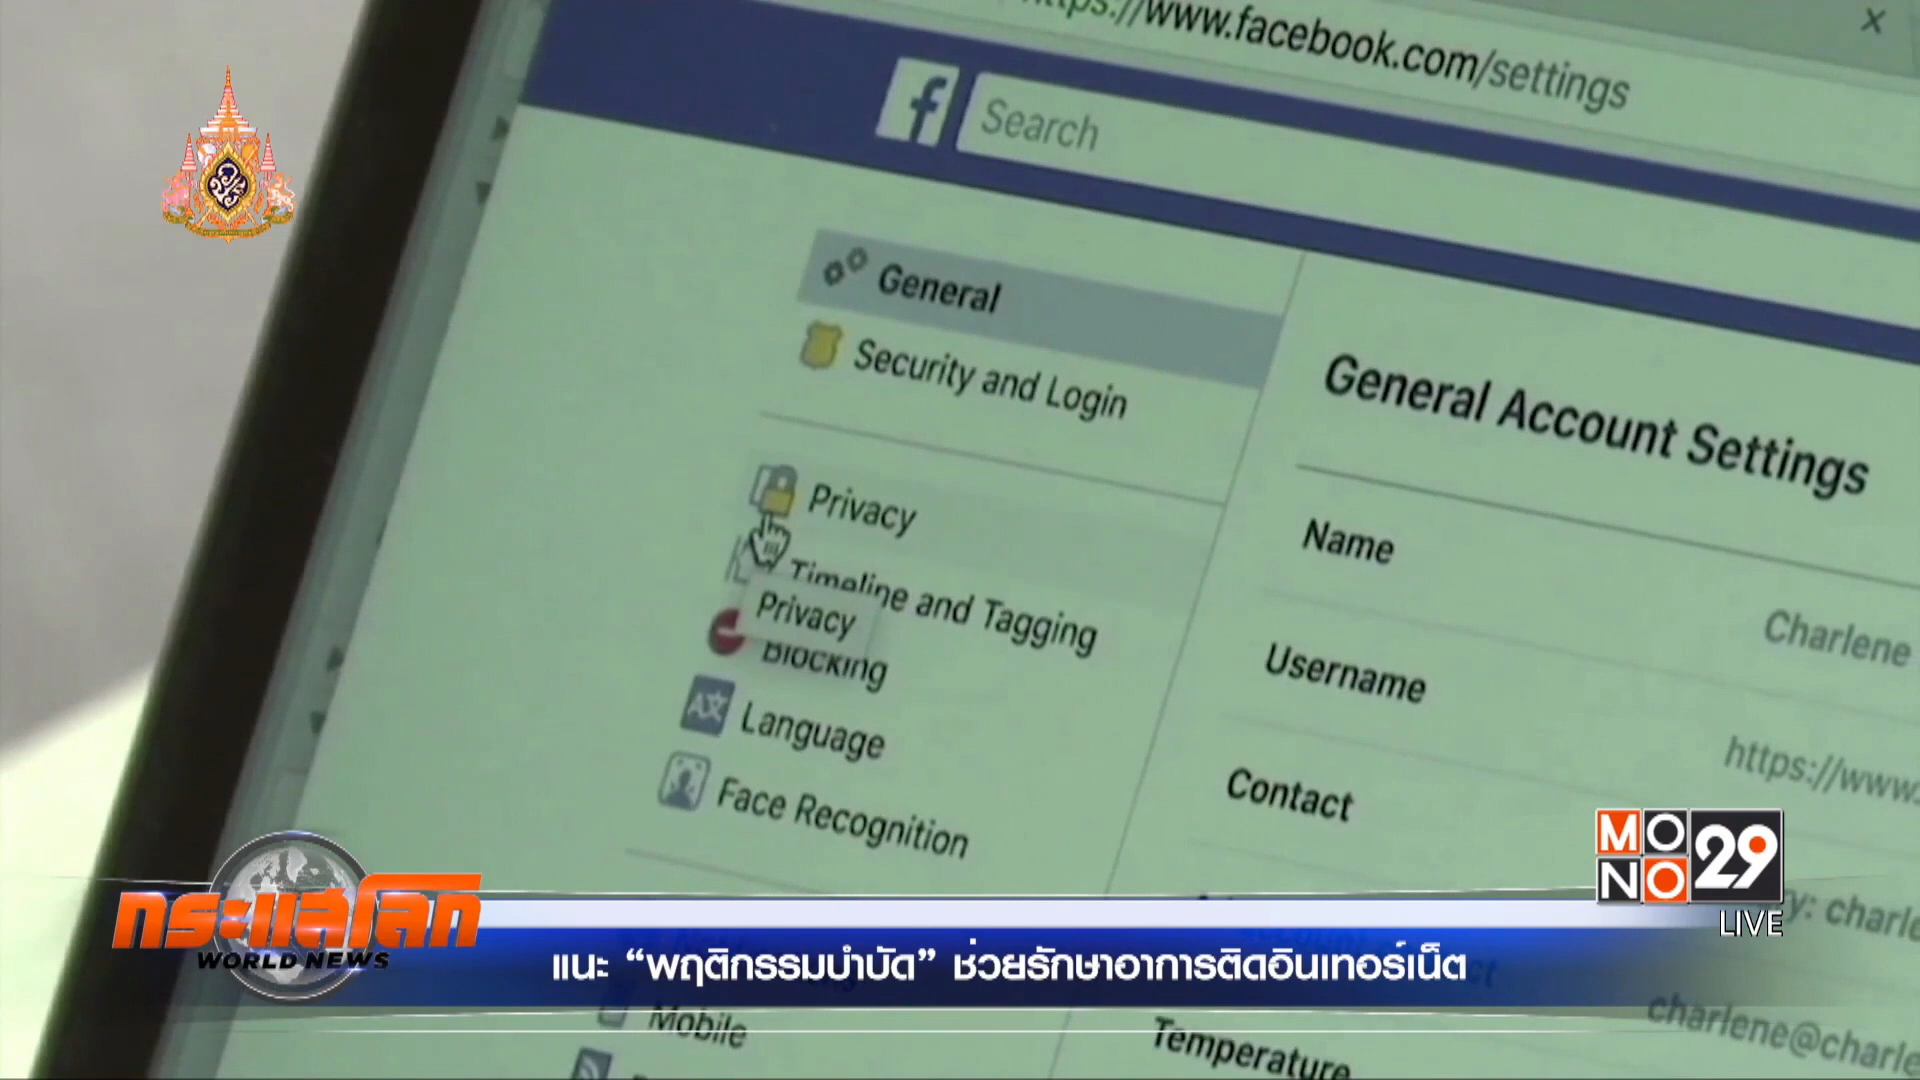 https://www.facebook.com/settings
Search
General
Security and Login
Privacy
Timeline and Tagging
Privacy
Blocking
Language
Face Recognition
Mobile
General Account Settings
Name
Charlene
Username
https://www.
Contact
charle
Temperature
charlene@charle
MONO 29
LIVE
กระแสโลก
WORLD NEWS
แนะ “พฤติกรรมบำบัด” ช่วยรักษาอาการติดอินเทอร์เน็ต